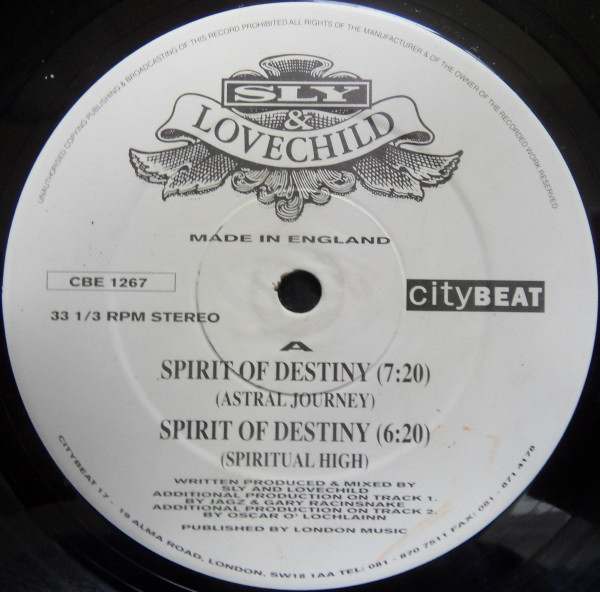 UNAUTHORISED COPYING PUBLISHING & BROADCASTING OF THIS RECORD PROHIBITED ALL RIGHTS OF THE MANUFACTURER & OF THE OWNER OF THE RECORDED WORK RESERVED
SLY
&
LOVECHILD
MADE IN ENGLAND
CBE 1267
cityBEAT
33 1/3 RPM STEREO
A
SPIRIT OF DESTINY (7:20)
(ASTRAL JOURNEY)
SPIRIT OF DESTINY (6:20)
(SPIRITUAL HIGH)
WRITTEN PRODUCED & MIXED BY
SLY AND LOVECHILD
ADDITIONAL PRODUCTION ON TRACK 1.
BY JAGZ & GARY RACINSNAKE
ADDITIONAL PRODUCTION ON TRACK 2.
BY OSCAR O' LOCHLAINN
PUBLISHED BY LONDON MUSIC
CITYBEAT 17 - 19 ALMA ROAD, LONDON, SW18 1AA TEL: 081 - 870 7511 FAX: 081 - 871 4178